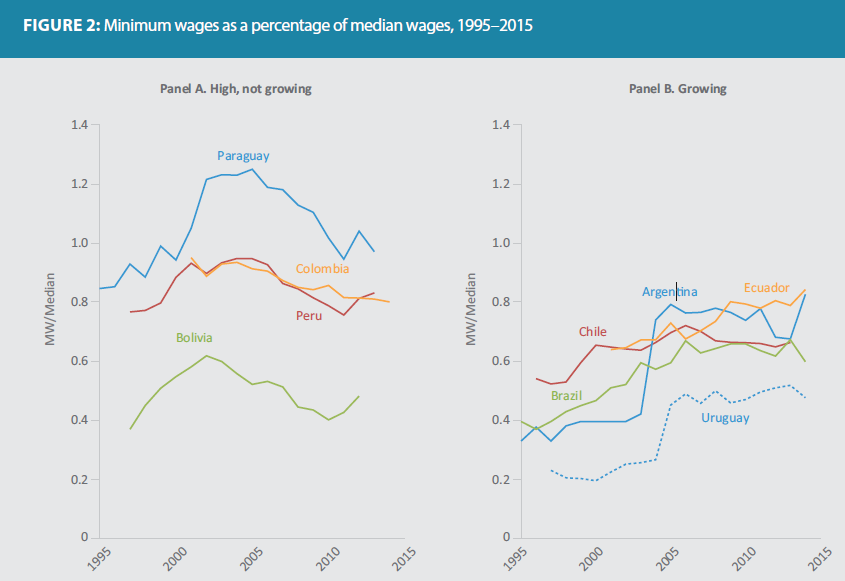 FIGURE 2: Minimum wages as a percentage of median wages, 1995–2015
Panel A. High, not growing
MW/Median
1.4
1.2
1.0
0.8
0.6
0.4
0.2
0
Paraguay
Colombia
Peru
Bolivia
1995
2000
2005
2010
2015
Panel B. Growing
MW/Median
1.4
1.2
1.0
0.8
0.6
0.4
0.2
0
Argentina
Ecuador
Chile
Brazil
Uruguay
1995
2000
2005
2010
2015